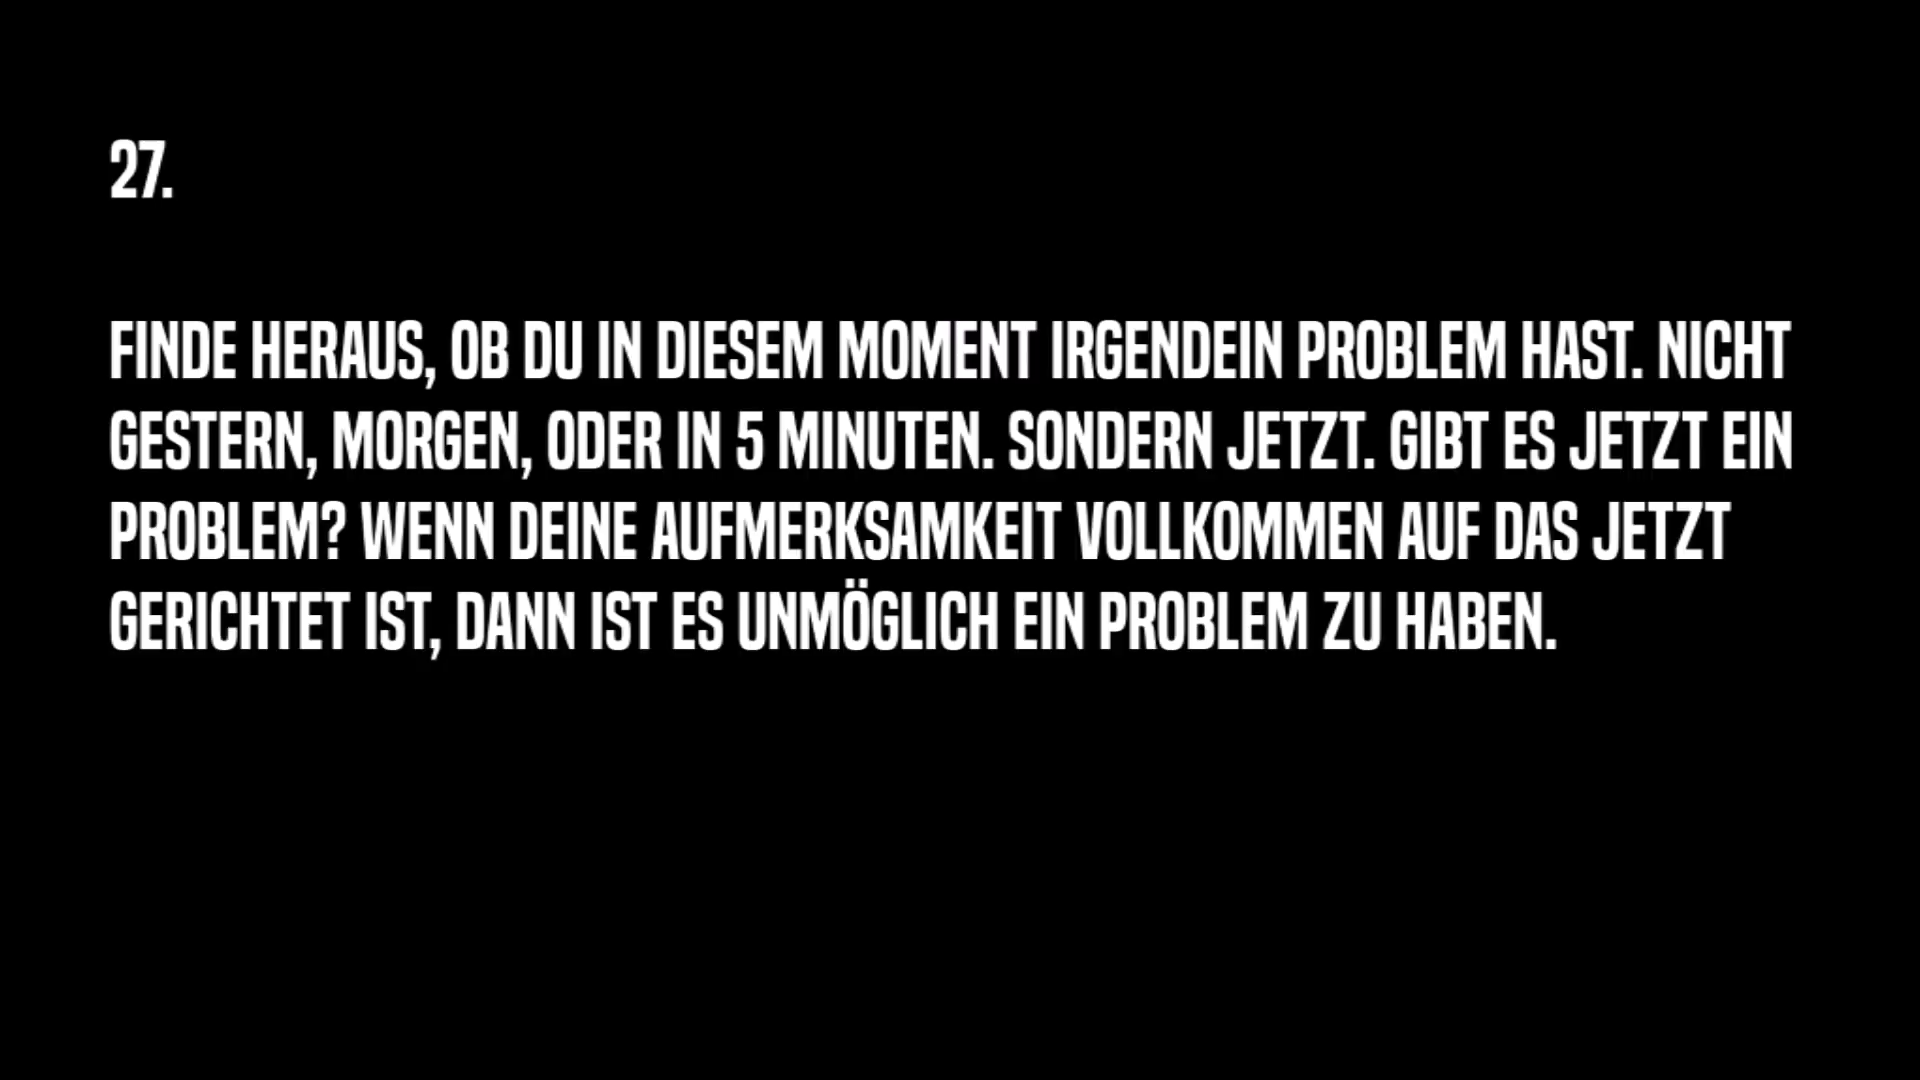 27.
FINDE HERAUS, OB DU IN DIESEM MOMENT IRGENDEIN PROBLEM HAST. NICHT
GESTERN, MORGEN, ODER IN 5 MINUTEN. SONDERN JETZT. GIBT ES JETZT EIN
PROBLEM? WENN DEINE AUFMERKSAMKEIT VOLLKOMMEN AUF DAS JETZT
GERICHTET IST, DANN IST ES UNMÖGLICH EIN PROBLEM ZU HABEN.